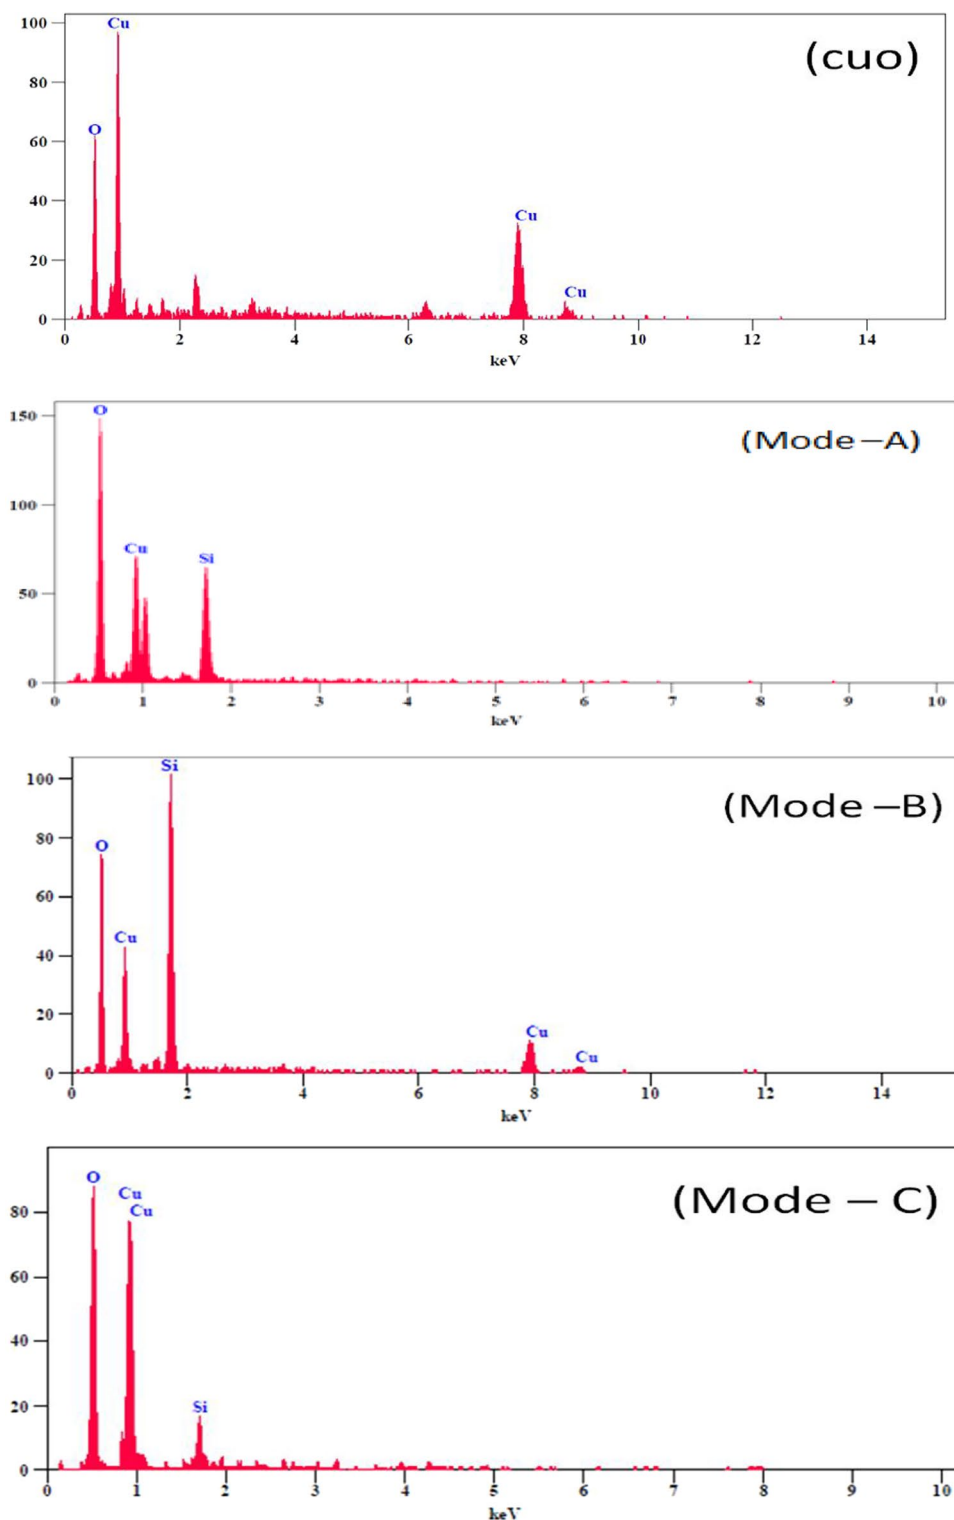 100
Cu
(cuo)
80
O
60
40
Cu
20
Cu
0
0 2 4 6 8 10 12 14
keV
150
O
(Mode –A)
100
Cu
Si
50
0
0 1 2 3 4 5 6 7 8 9 10
keV
Si
100
(Mode –B)
80
O
60
Cu
40
20
Cu
Cu
0
0 2 4 6 8 10 12 14
keV
O
Cu
Cu
(Mode – C)
80
60
40
20
Si
0
0 1 2 3 4 5 6 7 8 9 10
keV